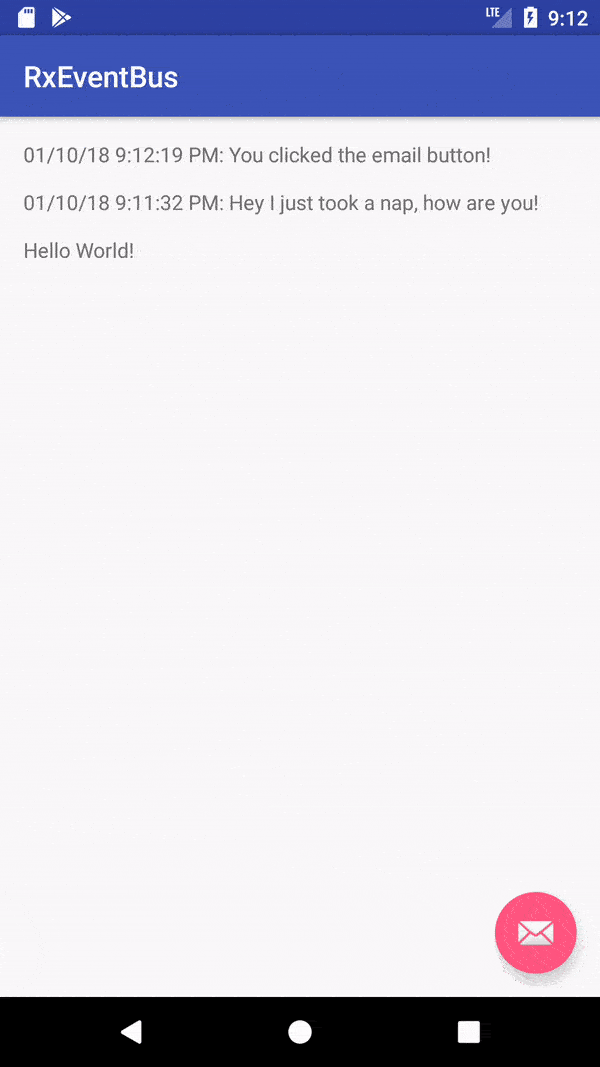 LTE 9:12
RxEventBus
01/10/18 9:12:19 PM: You clicked the email button!
01/10/18 9:11:32 PM: Hey I just took a nap, how are you!
Hello World!